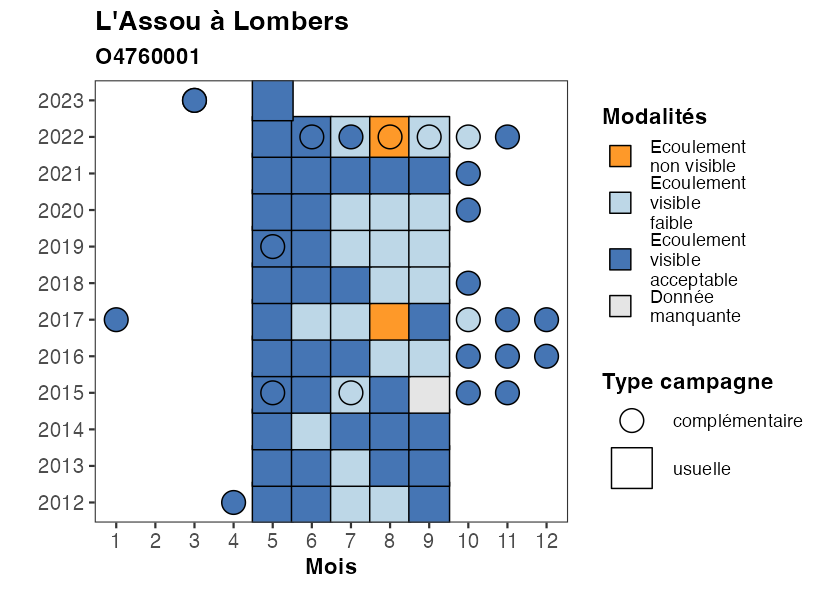 L'Assou à Lombers
O4760001
2023
2022
2021
2020
2019
2018
2017
2016
2015
2014
2013
2012
1 2 3 4 5 6 7 8 9 10 11 12
Mois
Modalités
Ecoulement
non visible
Ecoulement
visible
faible
Ecoulement
visible
acceptable
Donnée
manquante
Type campagne
complémentaire
usuelle